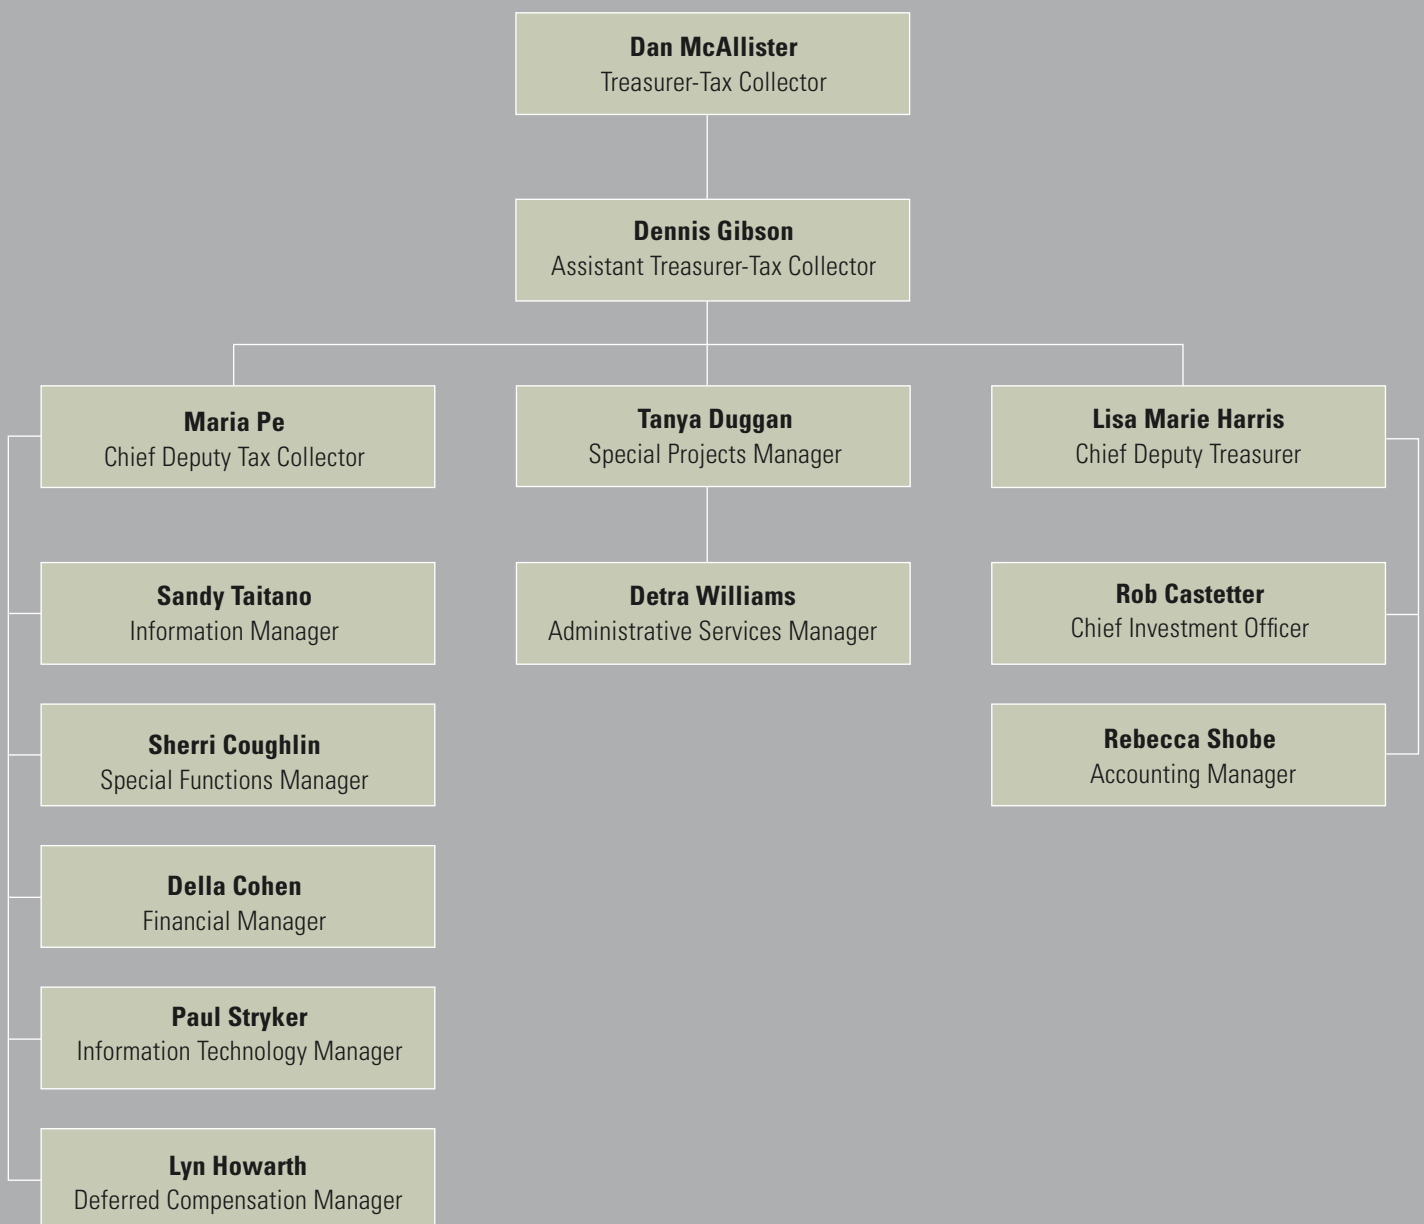 Dan McAllister
Treasurer-Tax Collector
Dennis Gibson
Assistant Treasurer-Tax Collector
Maria Pe
Chief Deputy Tax Collector
Tanya Duggan
Special Projects Manager
Lisa Marie Harris
Chief Deputy Treasurer
Sandy Taitano
Information Manager
Detra Williams
Administrative Services Manager
Rob Castetter
Chief Investment Officer
Sherri Coughlin
Special Functions Manager
Rebecca Shobe
Accounting Manager
Della Cohen
Financial Manager
Paul Stryker
Information Technology Manager
Lyn Howarth
Deferred Compensation Manager